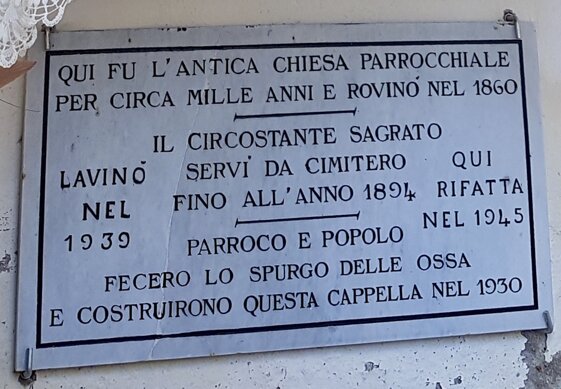 QUI FU L'ANTICA CHIESA PARROCCHIALE
PER CIRCA MILLE ANNI E ROVINÒ NEL 1860
IL CIRCOSTANTE SAGRATO
SERVÌ DA CIMITERO
FINO ALL'ANNO 1894
LAVINÒ
NEL
1939
QUI
RIFATTA
NEL 1945
PARROCO E POPOLO
FECERO LO SPURGO DELLE OSSA
E COSTRUIRONO QUESTA CAPPELLA NEL 1930